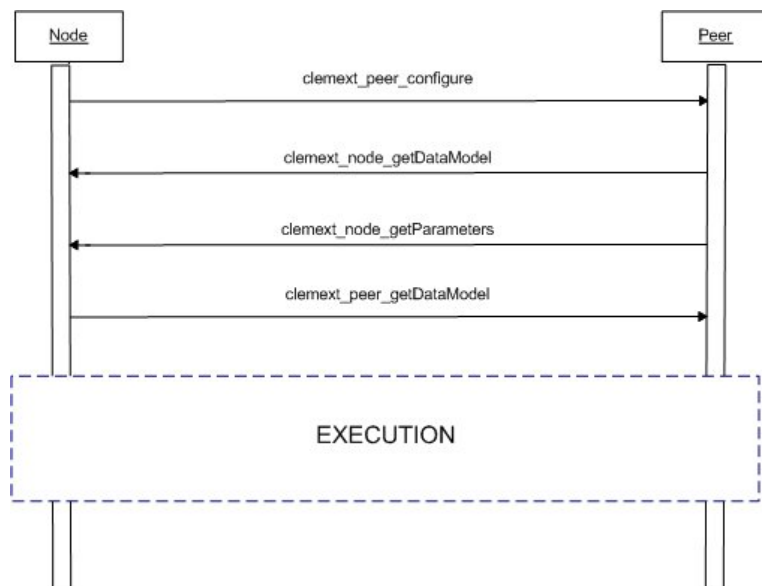 Node
Peer
clemext_peer_configure
clemext_node_getDataModel
clemext_node_getParameters
clemext_peer_getDataModel
EXECUTION